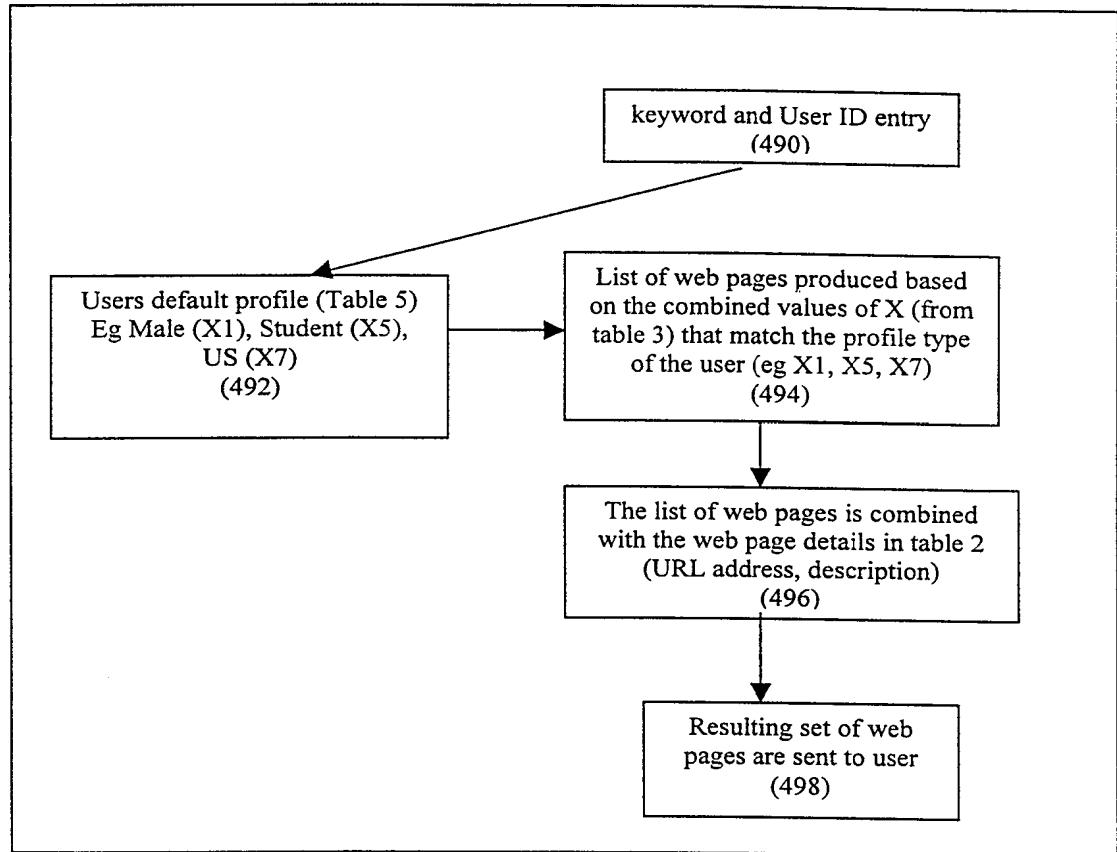 keyword and User ID entry
(490)
Users default profile (Table 5)
Eg Male (X1), Student (X5),
US (X7)
(492)
List of web pages produced based
on the combined values of X (from
table 3) that match the profile type
of the user (eg X1, X5, X7)
(494)
The list of web pages is combined
with the web page details in table 2
(URL address, description)
(496)
Resulting set of web
pages are sent to user
(498)